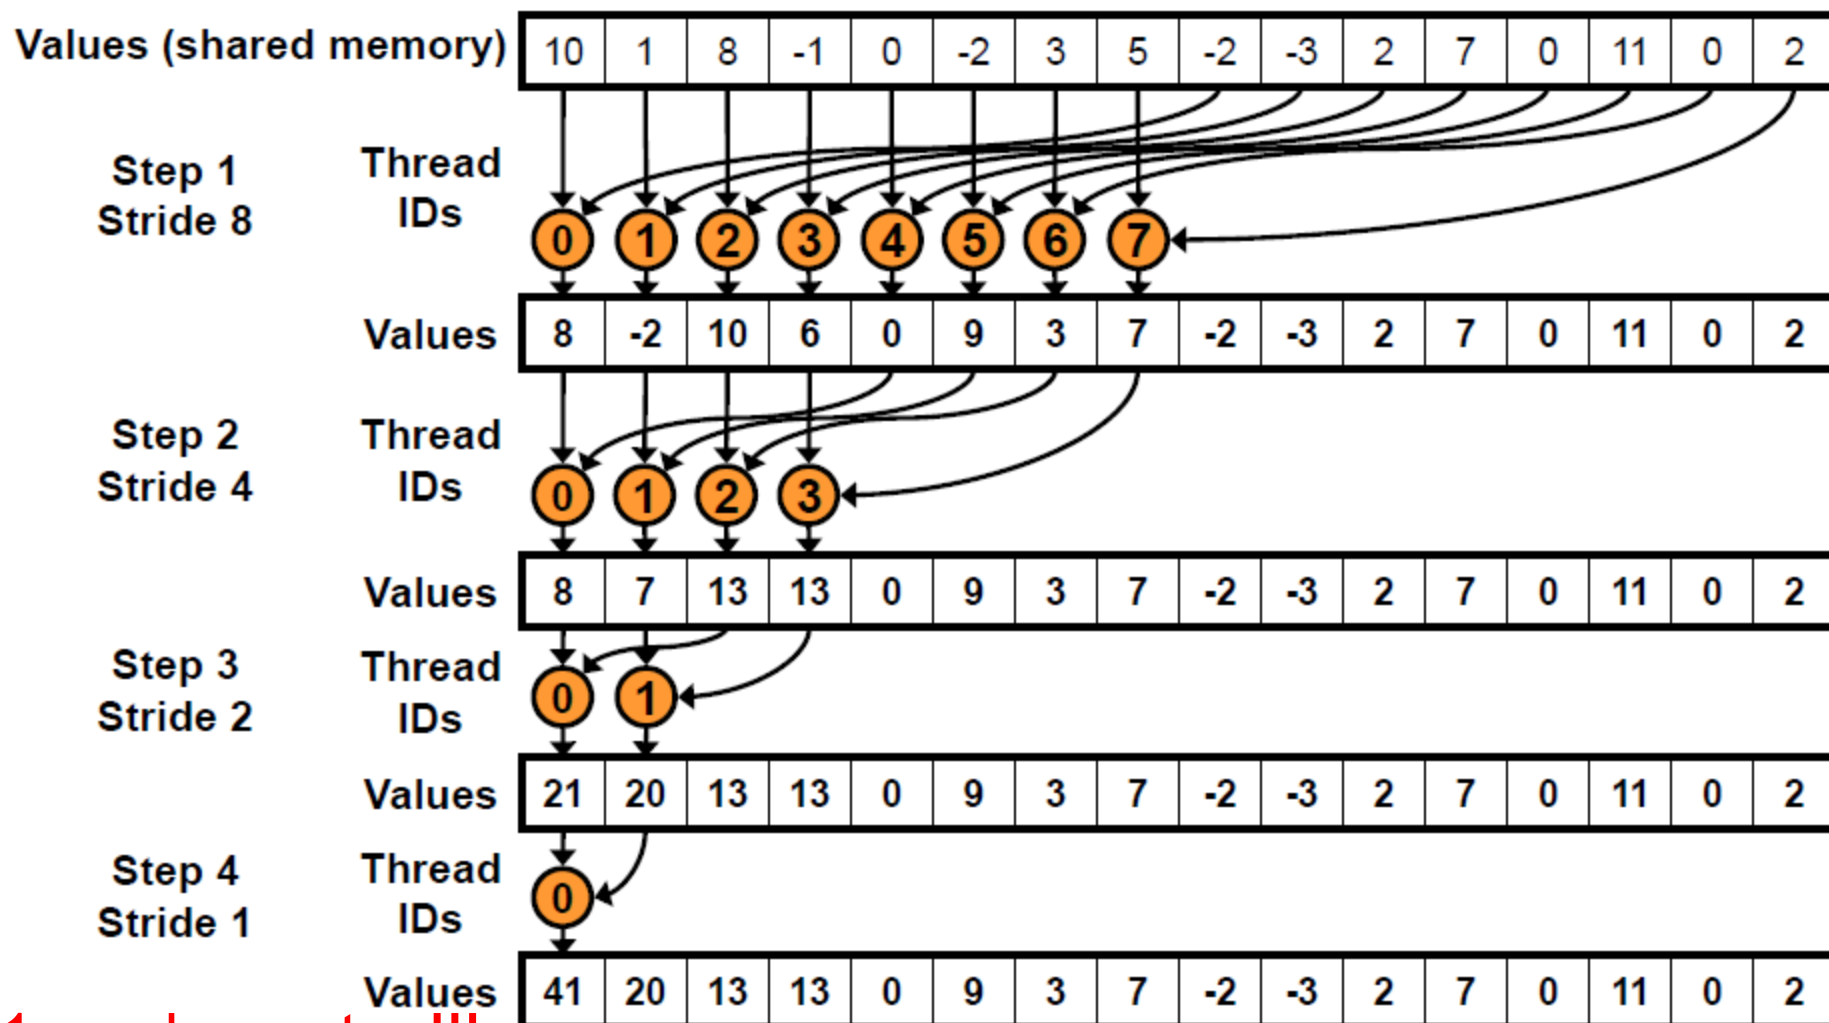 Values (shared memory) 10 1 8 -1 0 -2 3 5 -2 -3 2 7 0 11 0 2
Step 1 Thread
Stride 8 IDs
0 1 2 3 4 5 6 7
Values 8 -2 10 6 0 9 3 7 -2 -3 2 7 0 11 0 2
Step 2 Thread
Stride 4 IDs
0 1 2 3
Values 8 7 13 13 0 9 3 7 -2 -3 2 7 0 11 0 2
Step 3 Thread
Stride 2 IDs
0 1
Values 21 20 13 13 0 9 3 7 -2 -3 2 7 0 11 0 2
Step 4 Thread
Stride 1 IDs
0
Values 41 20 13 13 0 9 3 7 -2 -3 2 7 0 11 0 2